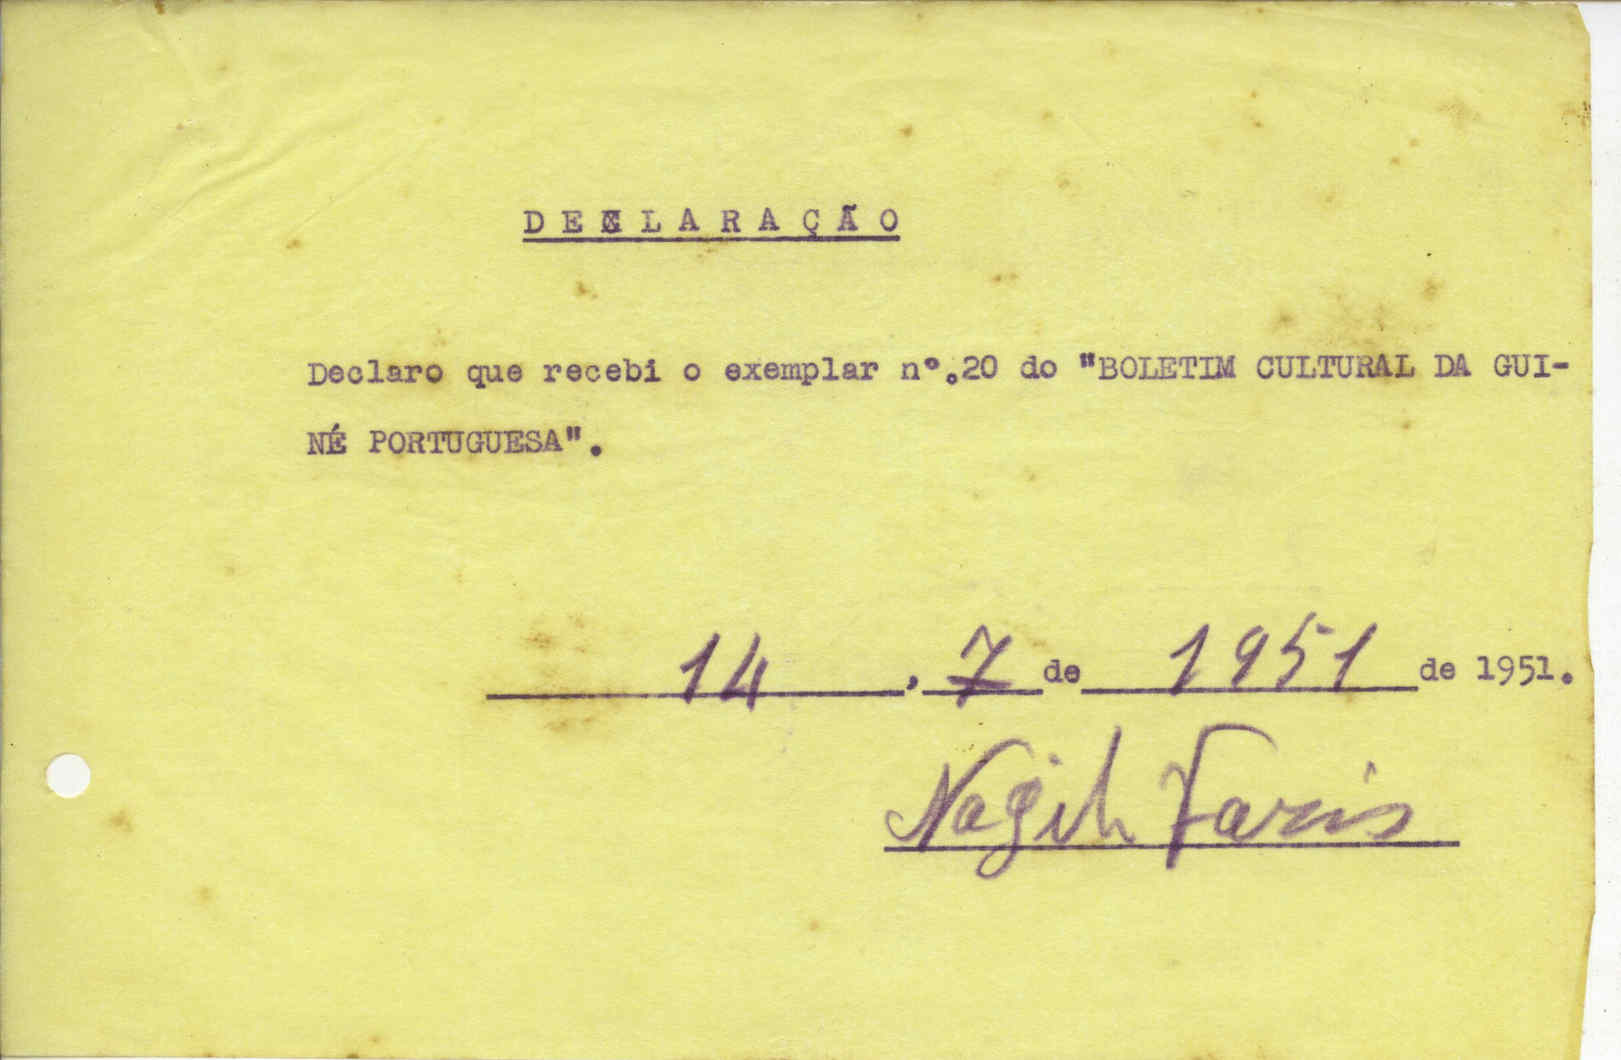 D E C L A R A Ç Ã O
Declaro que recebi o exemplar nº.20 do "BOLETIM CULTURAL DA GUI-
NÉ PORTUGUESA".
14 , 7 de 1951 de 1951.
Nagib Faris